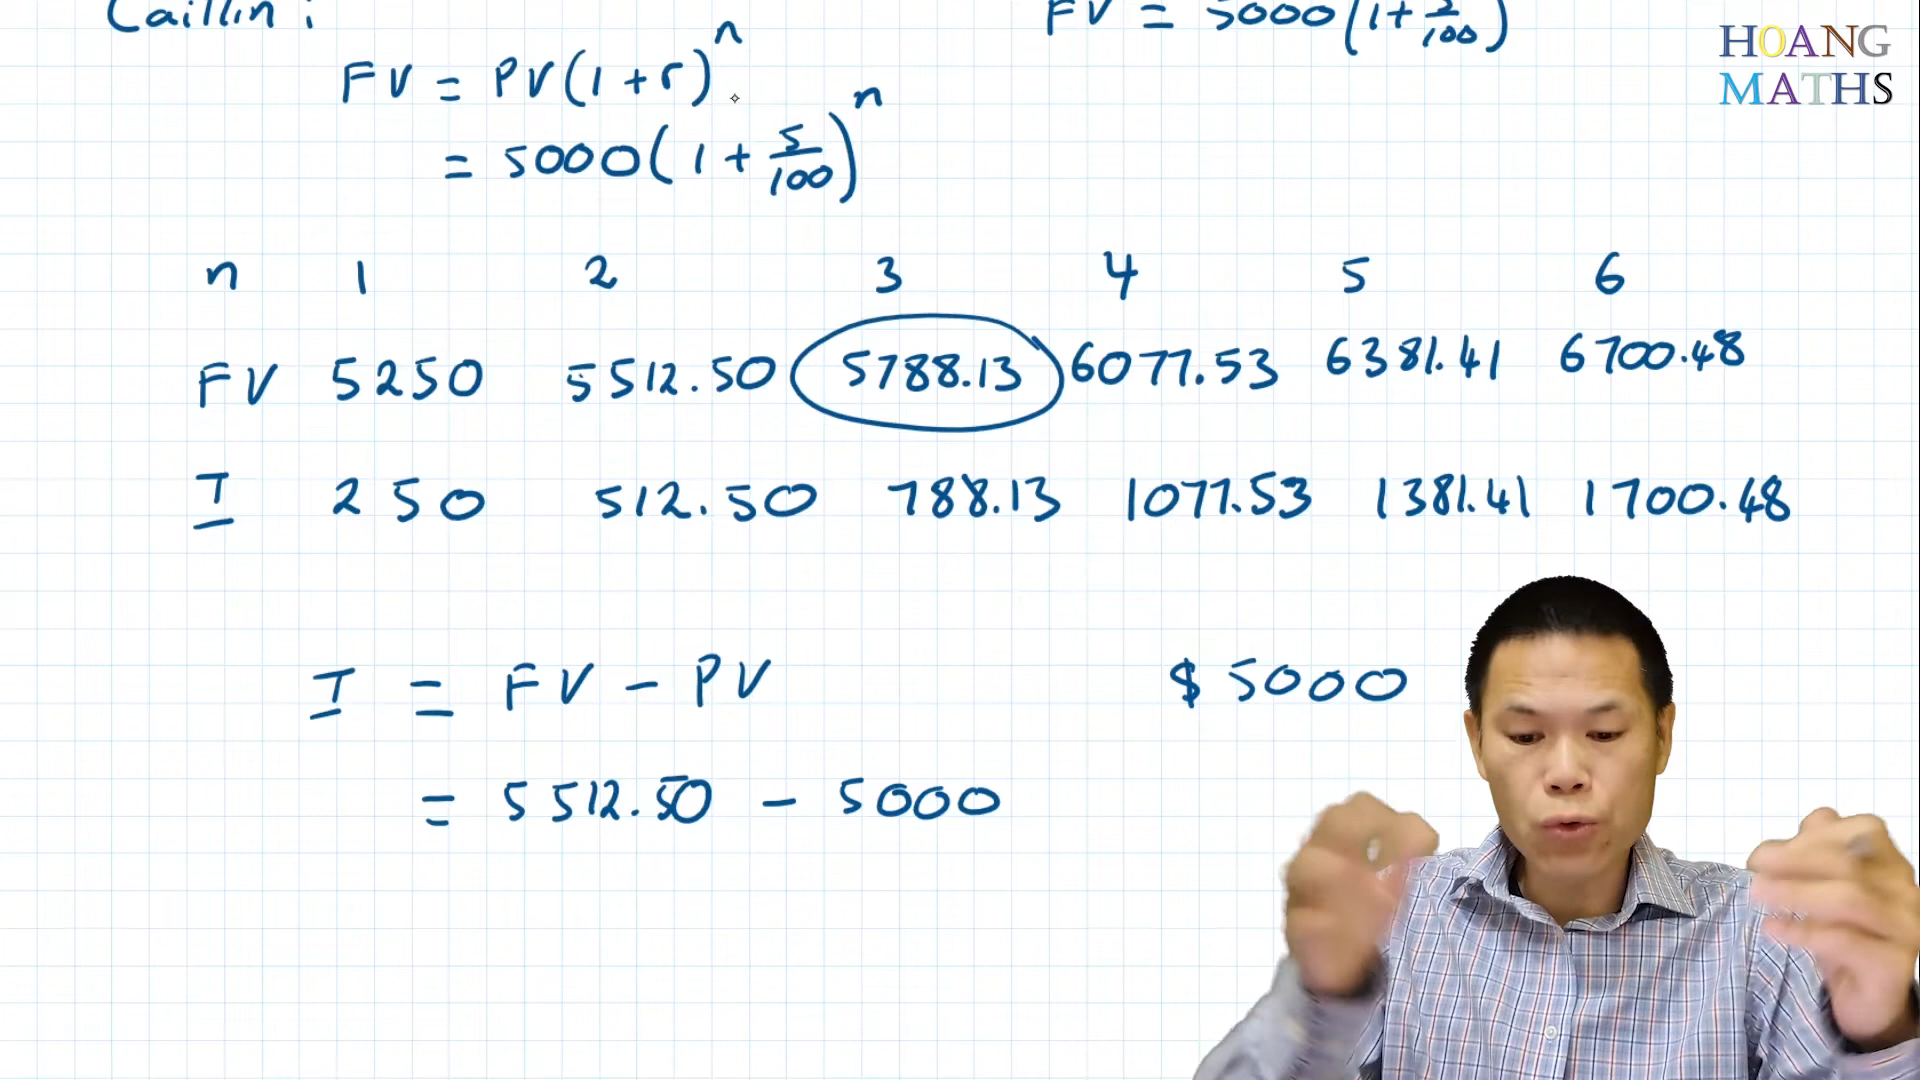 Caitlin :
FV = 5000(1+5/100)
HOANG
MATHS
FV = PV(1+r)^n
= 5000(1+5/100)^n
n 1 2 3 4 5 6
FV 5250 5512.50 5788.13 6077.53 6381.41 6700.48
I 250 512.50 788.13 1077.53 1381.41 1700.48
I = FV - PV
$5000
= 5512.50 - 5000